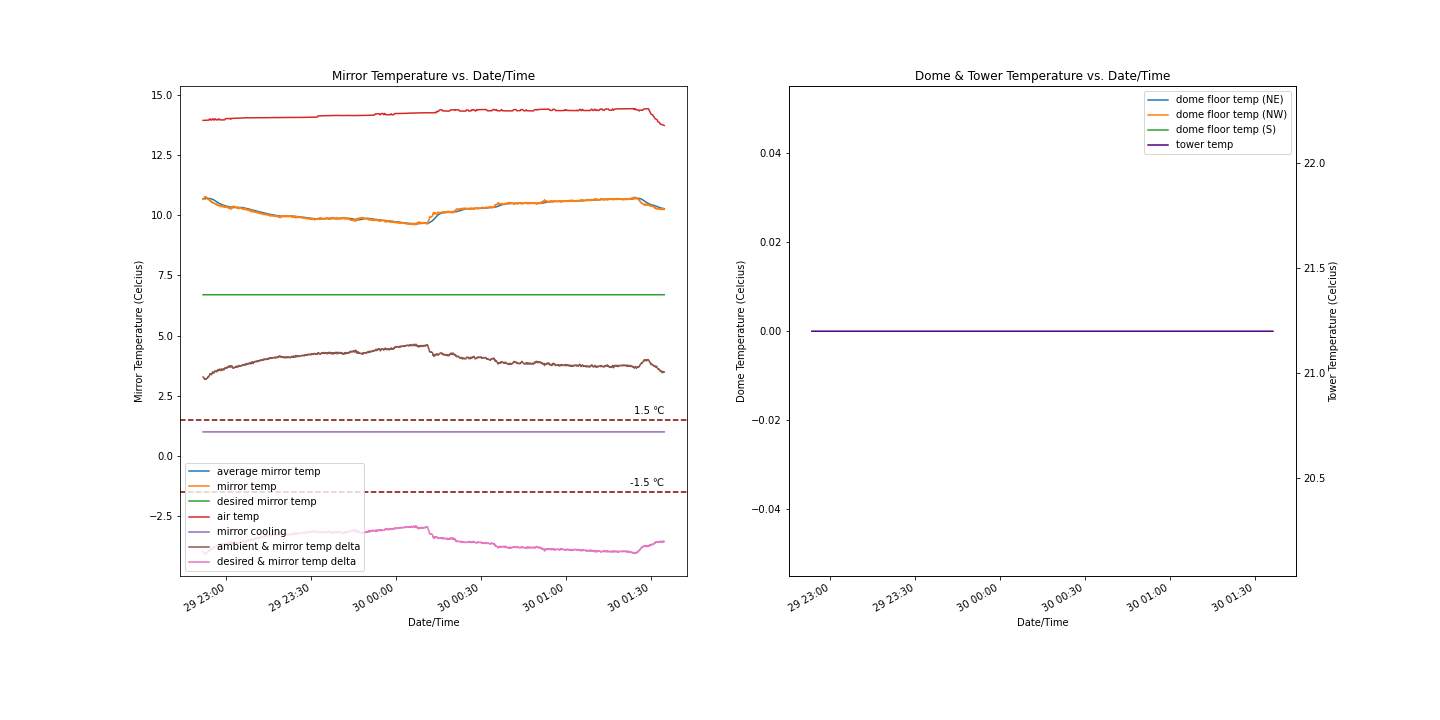 Mirror Temperature vs. Date/Time
15.0
12.5
10.0
7.5
5.0
2.5
0.0
−2.5
Mirror Temperature (Celcius)
1.5 °C
-1.5 °C
average mirror temp
mirror temp
desired mirror temp
air temp
mirror cooling
ambient & mirror temp delta
desired & mirror temp delta
29 23:00
29 23:30
30 00:00
30 00:30
30 01:00
30 01:30
Date/Time
Dome & Tower Temperature vs. Date/Time
0.04
0.02
0.00
−0.02
−0.04
Dome Temperature (Celcius)
dome floor temp (NE)
dome floor temp (NW)
dome floor temp (S)
tower temp
22.0
21.5
21.0
20.5
Tower Temperature (Celcius)
29 23:00
29 23:30
30 00:00
30 00:30
30 01:00
30 01:30
Date/Time